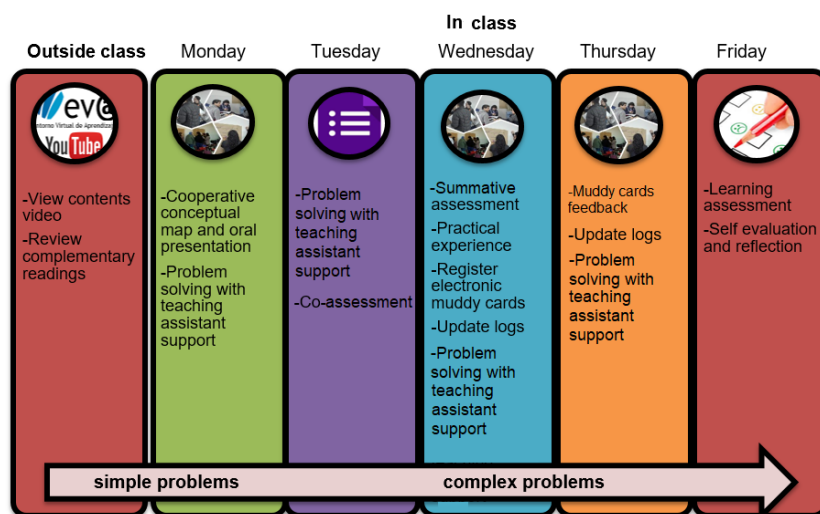 In class
Outside class
Monday
Tuesday
Wednesday
Thursday
Friday
ev@
ntorno Virtual de Aprendizaj
YouTube
-View contents
video
-Review
complementary
readings
-Cooperative
conceptual
map and oral
presentation
-Problem
solving with
teaching
assistant
support
-Problem
solving with
teaching
assistant
support
-Co-assessment
-Summative
assessment
-Practical
experience
-Register
electronic
muddy cards
-Update logs
-Problem
solving with
teaching
assistant
support
-Muddy cards
feedback
-Update logs
-Problem
solving with
teaching
assistant
support
-Learning
assessment
-Self evaluation
and reflection
simple problems
complex problems